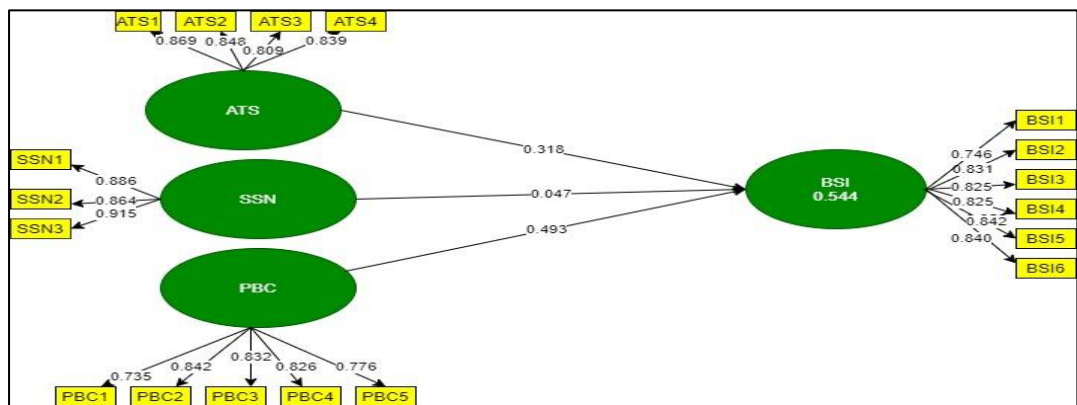 ATS1 ATS2 ATS3 ATS4
0.869 0.848 0.809 0.839
ATS
SSN1
SSN2
SSN3
0.886
0.864
0.915
SSN
PBC
0.735 0.842 0.832 0.826 0.776
PBC1 PBC2 PBC3 PBC4 PBC5
0.318
0.047
0.493
BSI
0.544
0.746
0.831
0.825
0.825
0.842
0.840
BSI1
BSI2
BSI3
BSI4
BSI5
BSI6